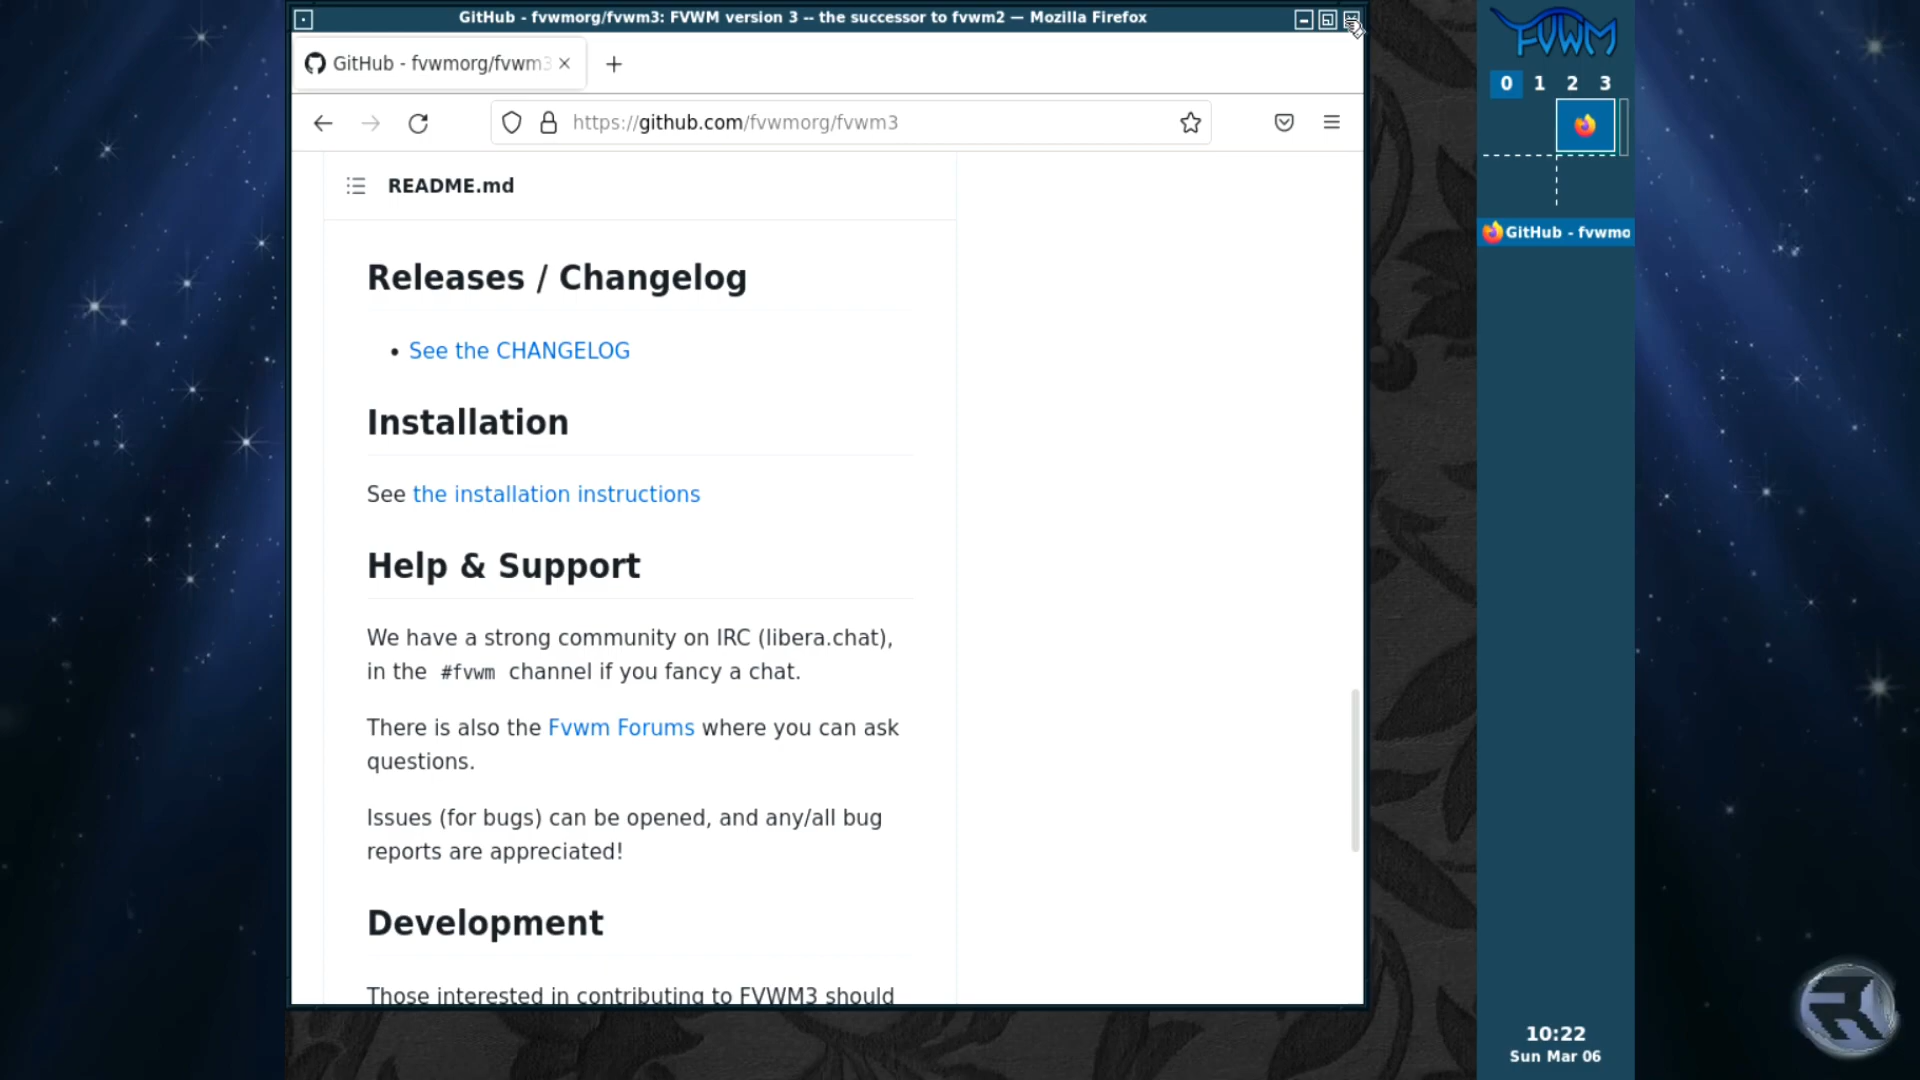 GitHub - fvwmorg/fvwm3: FVWM version 3 -- the successor to fvwm2 — Mozilla Firefox
GitHub - fvwmorg/fvwm3
https://github.com/fvwmorg/fvwm3
README.md
Releases / Changelog
• See the CHANGELOG
Installation
See the installation instructions
Help & Support
We have a strong community on IRC (libera.chat),
in the #fvwm channel if you fancy a chat.
There is also the Fvwm Forums where you can ask
questions.
Issues (for bugs) can be opened, and any/all bug
reports are appreciated!
Development
Those interested in contributing to FVWM3 should
FVWM
0 1 2 3
GitHub - fvwmo
10:22
Sun Mar 06